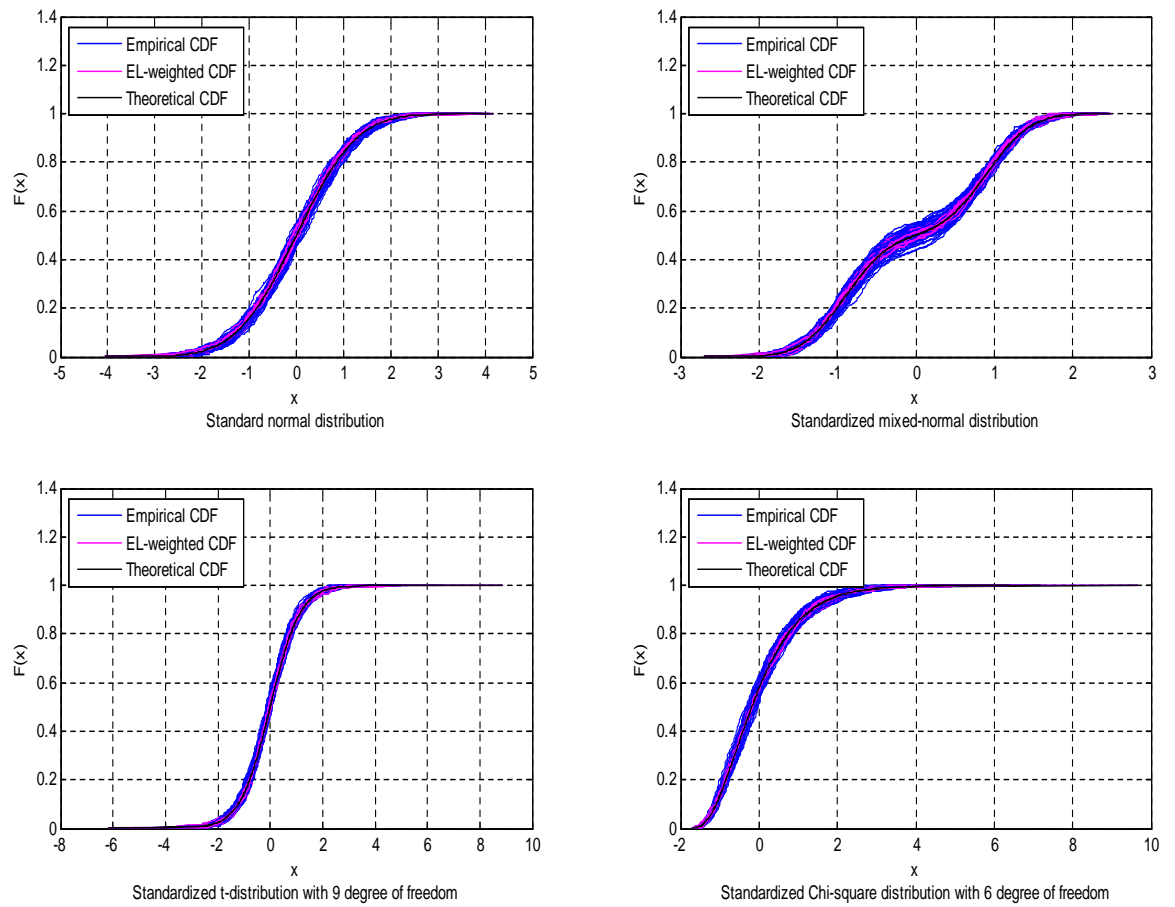 1.4
1.2
1
0.8
0.6
0.4
0.2
0
F(x)
Empirical CDF
EL-weighted CDF
Theoretical CDF
-5 -4 -3 -2 -1 0 1 2 3 4 5
x
Standard normal distribution
1.4
1.2
1
0.8
0.6
0.4
0.2
0
F(x)
Empirical CDF
EL-weighted CDF
Theoretical CDF
-3 -2 -1 0 1 2 3
x
Standardized mixed-normal distribution
1.4
1.2
1
0.8
0.6
0.4
0.2
0
F(x)
Empirical CDF
EL-weighted CDF
Theoretical CDF
-8 -6 -4 -2 0 2 4 6 8 10
x
Standardized t-distribution with 9 degree of freedom
1.4
1.2
1
0.8
0.6
0.4
0.2
0
F(x)
Empirical CDF
EL-weighted CDF
Theoretical CDF
-2 0 2 4 6 8 10
x
Standardized Chi-square distribution with 6 degree of freedom